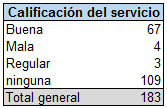 Calificación del servicio
Buena 67
Mala 4
Regular 3
ninguna 109
Total general 183